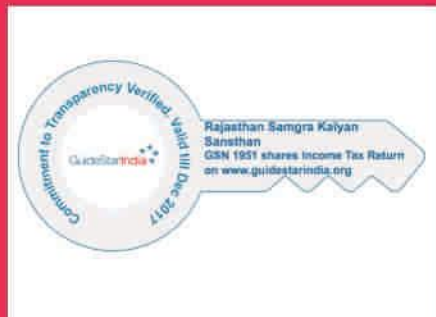 Commitment to Transparency Verified. Valid till Dec 2017
GuideStarIndia
Rajasthan Samgra Kalyan
Sansthan
GSN 1951 shares Income Tax Return
on www.guidestarindia.org